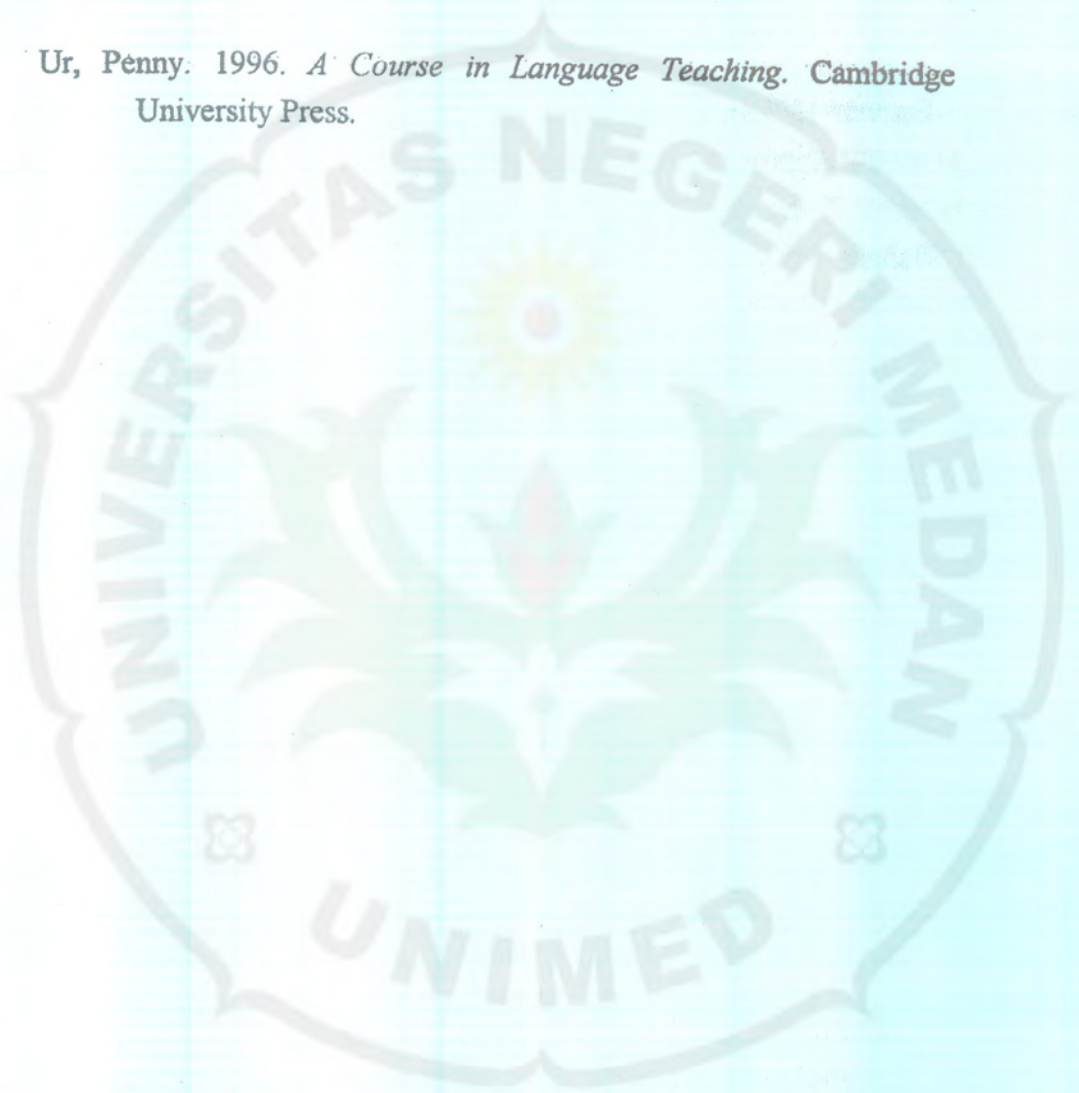 Ur, Penny. 1996. A Course in Language Teaching. Cambridge
University Press.
UNIVERSITAS NEGERI MEDAN
UNIMED